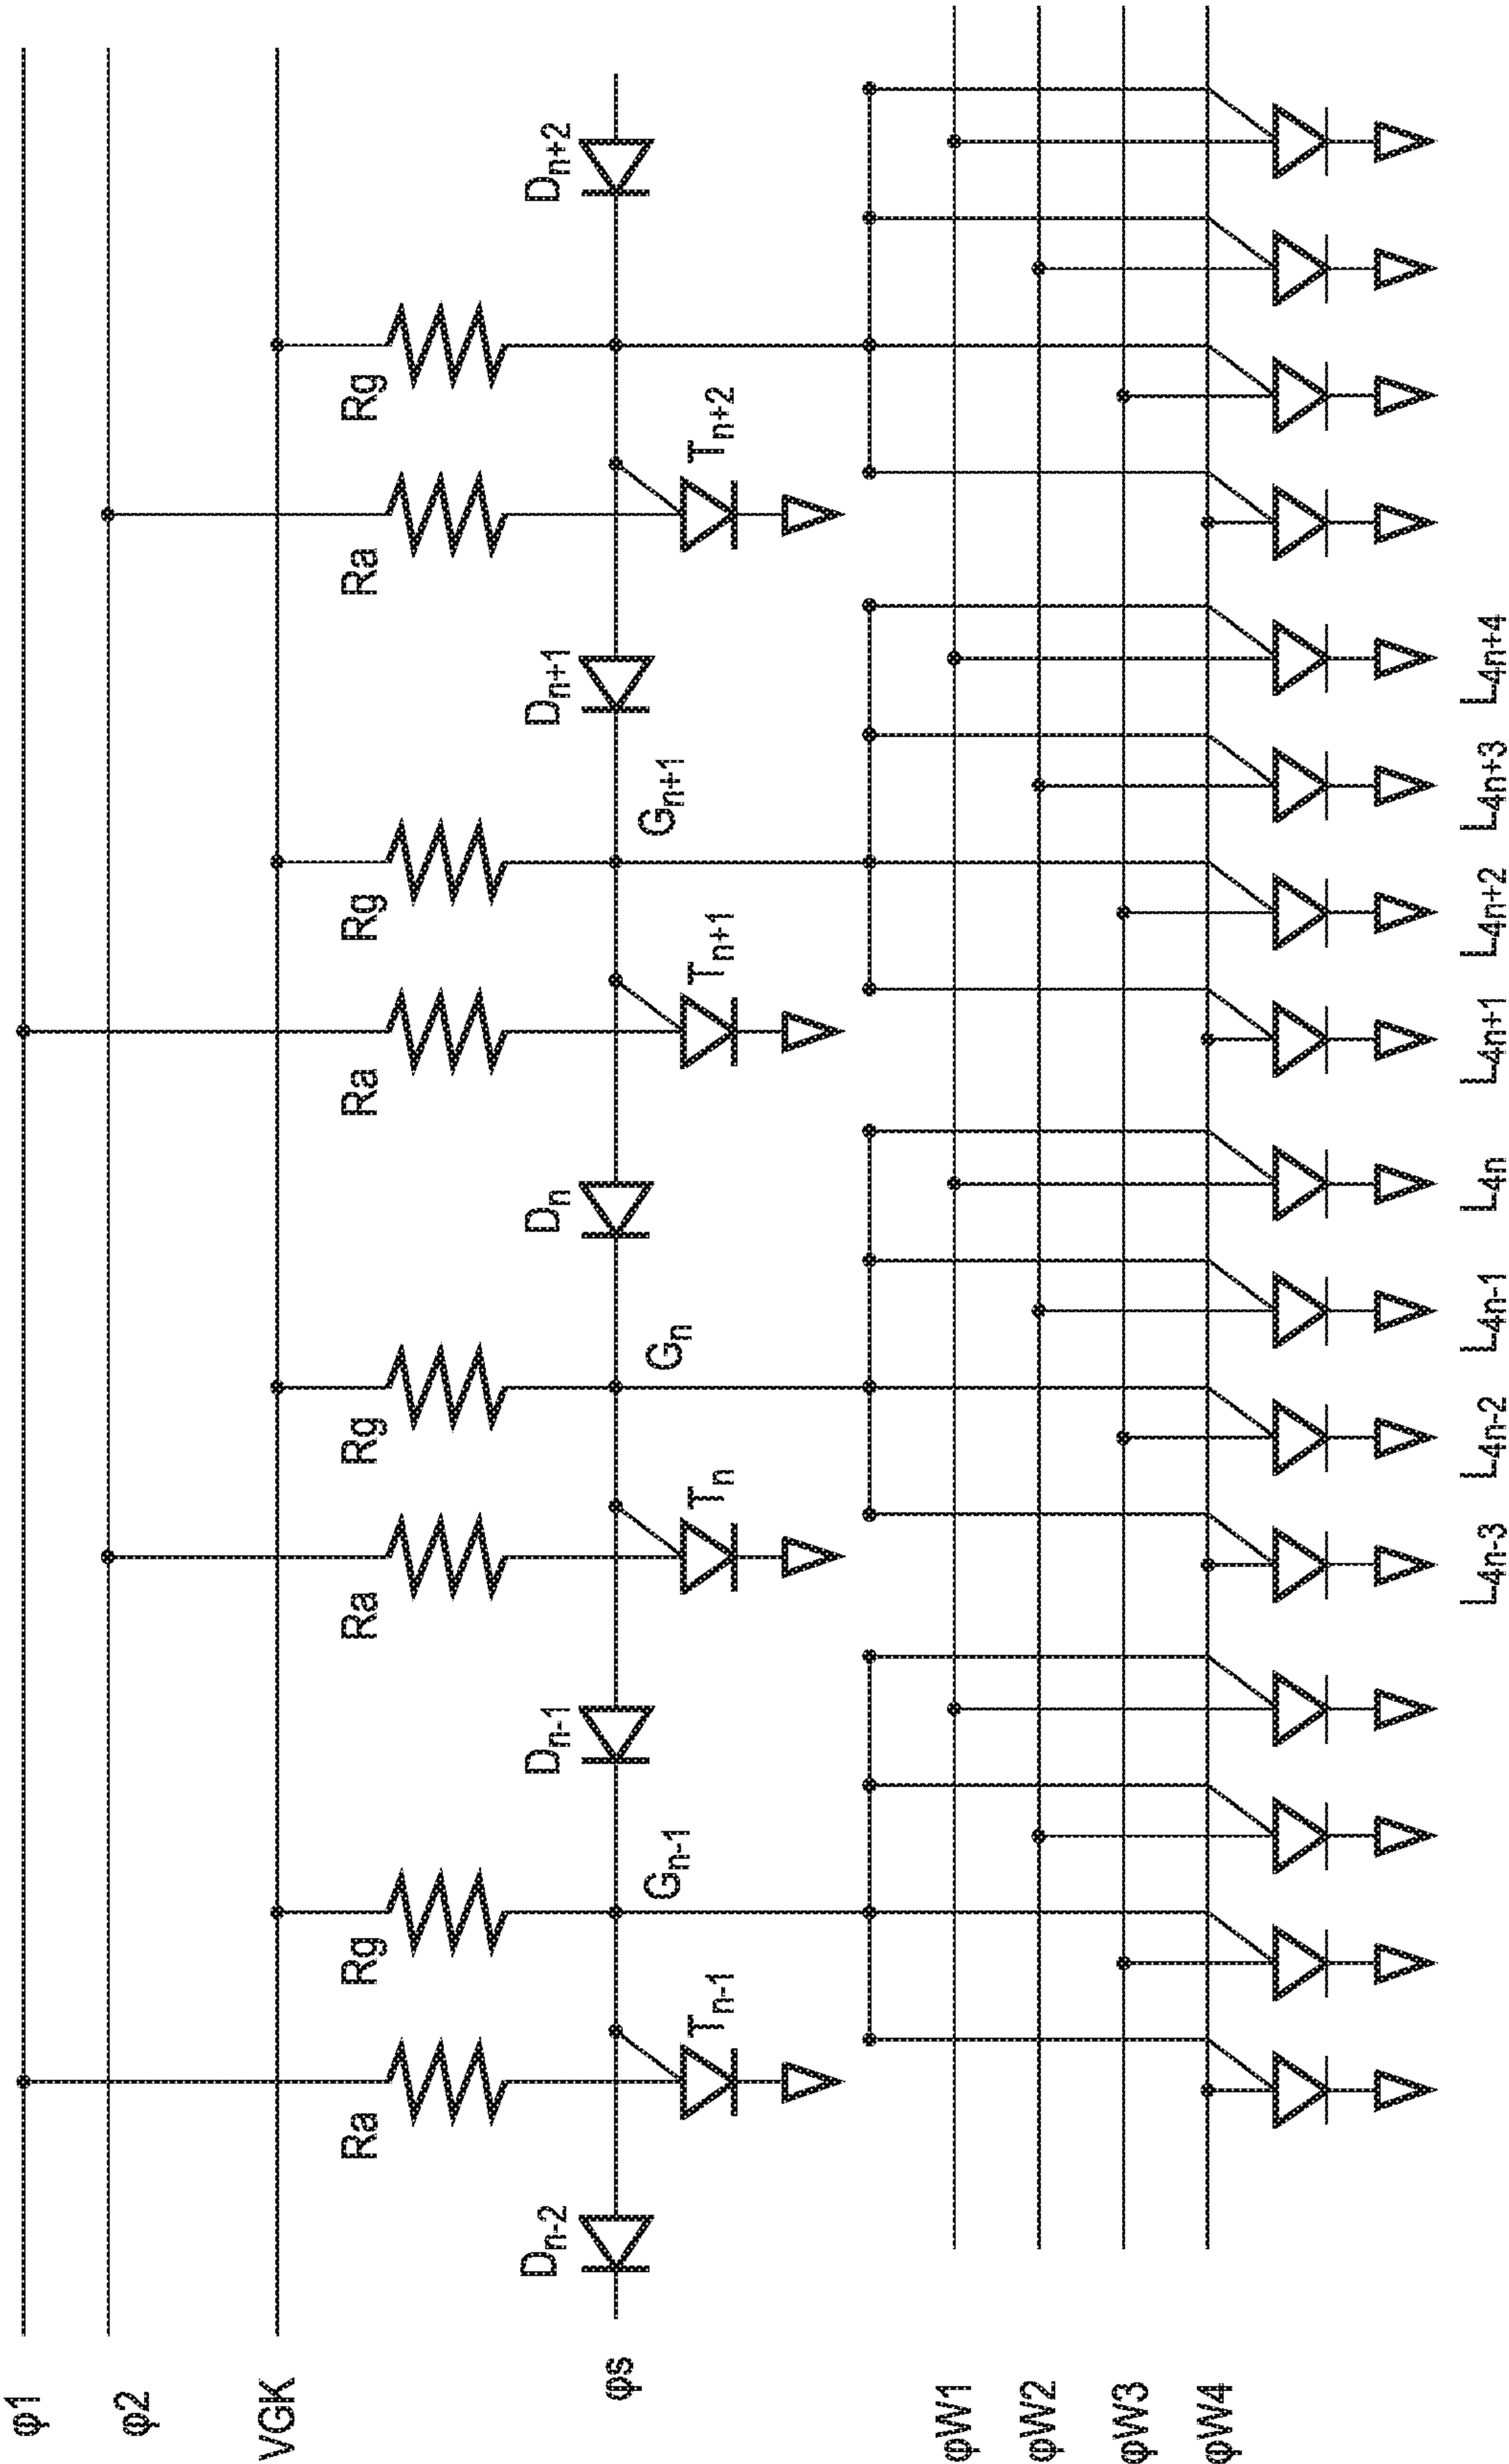 φ1
φ2
VGK
Ra Rg Ra Rg Ra Rg Ra Rg
Dn-2 Dn-1 Dn Dn+1 Dn+2
φs
Gn-1 Gn Gn+1
Tn-1 Tn Tn+1 Tn+2
φW1
φW2
φW3
φW4
L4n-3 L4n-2 L4n-1 L4n L4n+1 L4n+2 L4n+3 L4n+4